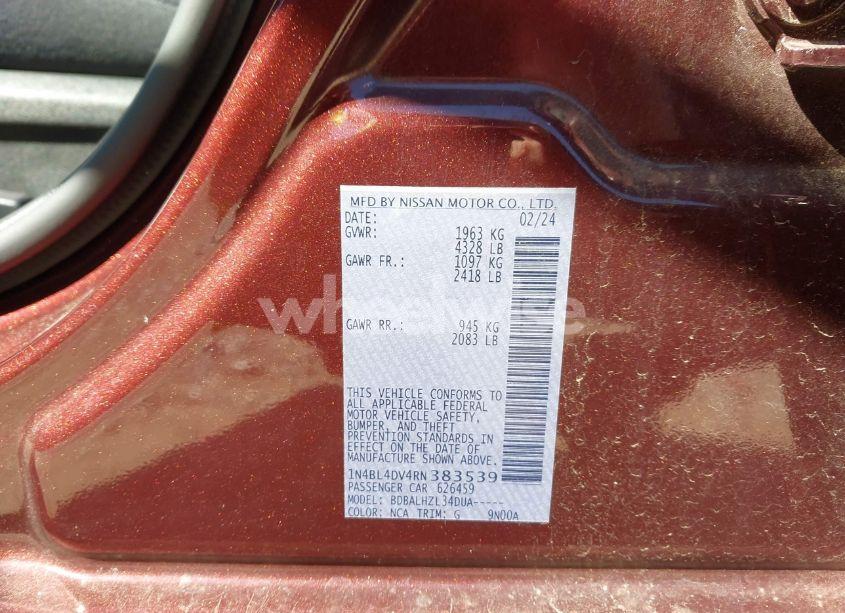 MFD BY NISSAN MOTOR CO., LTD.
DATE: 02/24
GVWR: 1963 KG
4328 LB
GAWR FR.: 1097 KG
2418 LB
wheelwise
GAWR RR.: 945 KG
2083 LB
THIS VEHICLE CONFORMS TO
ALL APPLICABLE FEDERAL
MOTOR VEHICLE SAFETY,
BUMPER, AND THEFT
PREVENTION STANDARDS IN
EFFECT ON THE DATE OF
MANUFACTURE SHOWN ABOVE.
1N4BL4DV4RN383539
PASSENGER CAR 626459
MODEL: BDBALHZL34DUA-----
COLOR: NCA TRIM: G 9N00A